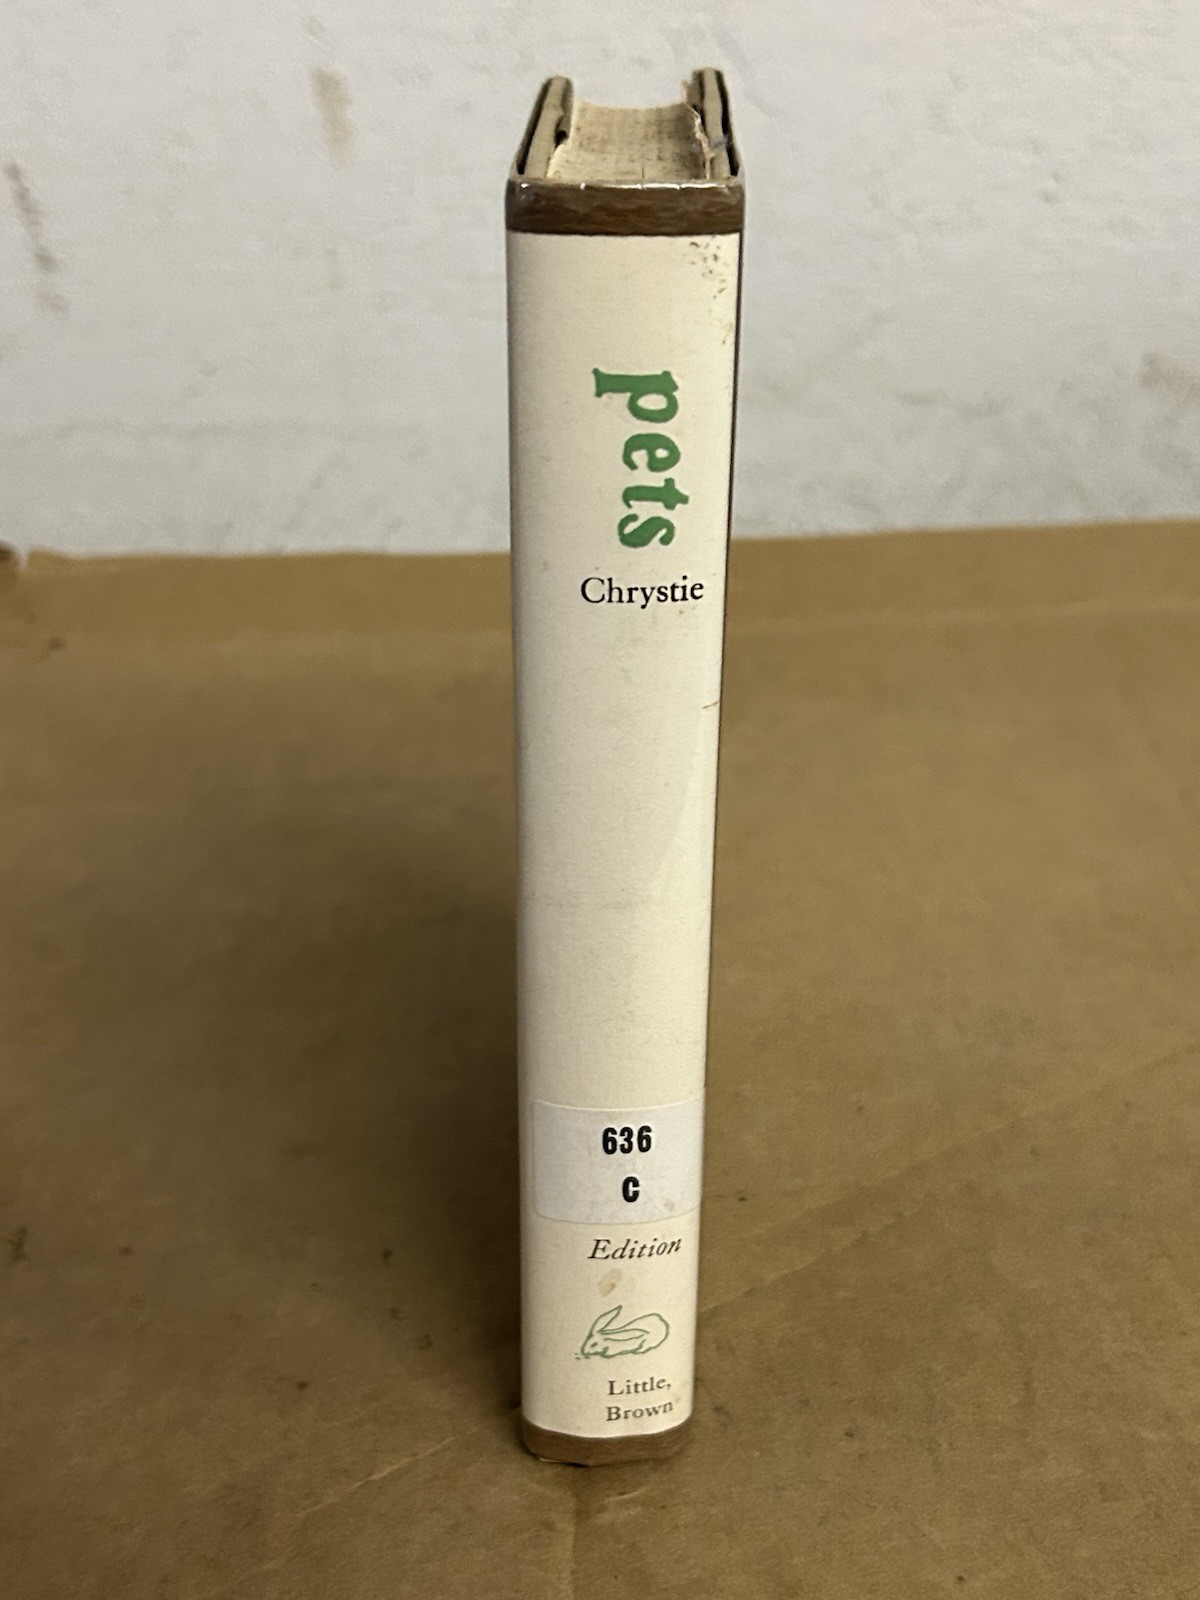 pets
Chrystie
636
C
Edition
Little,
Brown